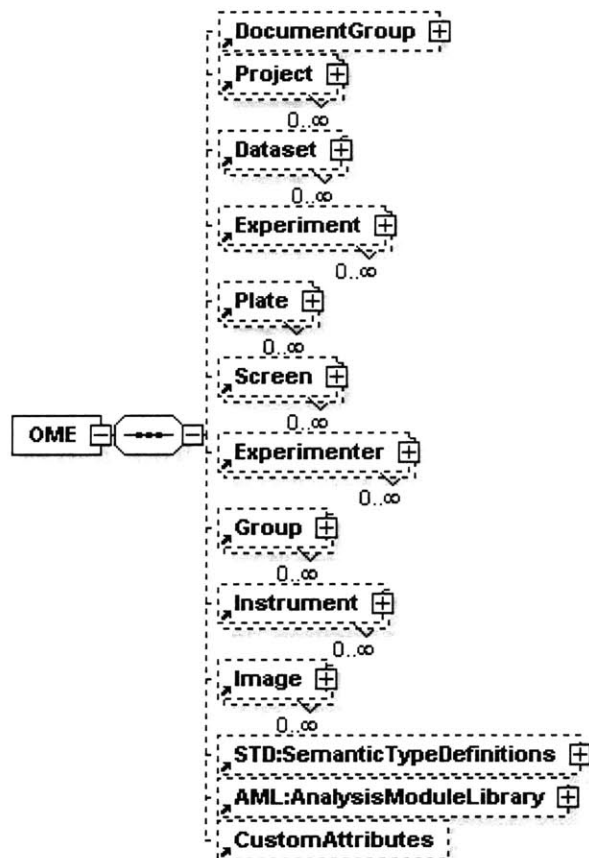 DocumentGroup
Project
0..∞
Dataset
0..∞
Experiment
0..∞
Plate
0..∞
Screen
0..∞
OME
Experimenter
0..∞
Group
0..∞
Instrument
0..∞
Image
0..∞
STD:SemanticTypeDefinitions
AML:AnalysisModuleLibrary
CustomAttributes